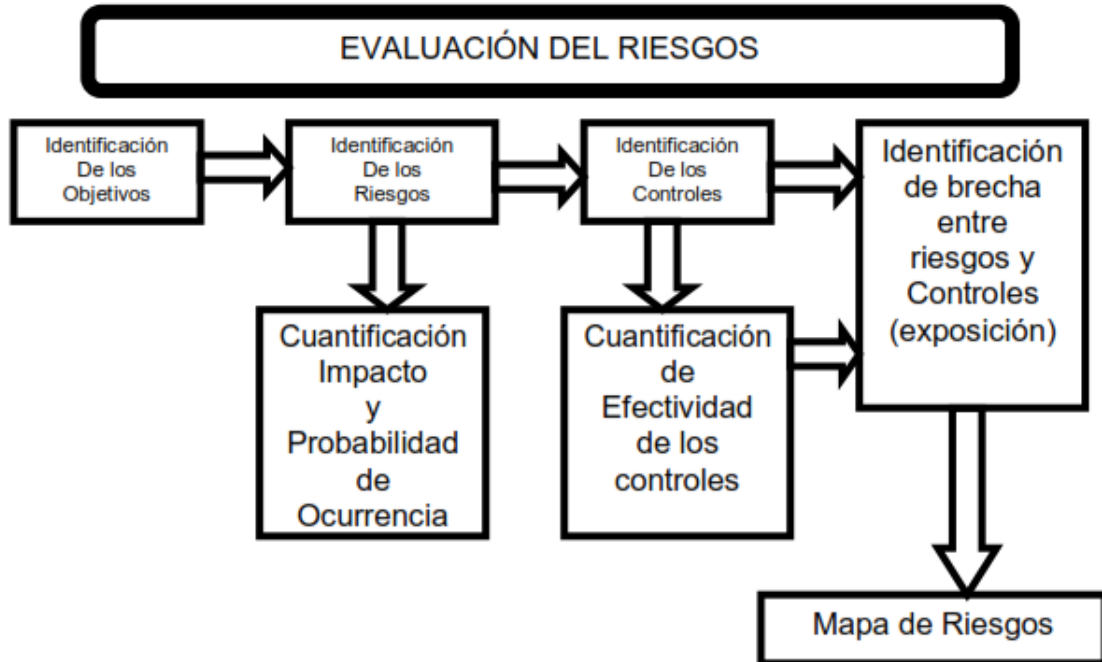 EVALUACIÓN DEL RIESGOS
Identificación
De los
Objetivos
Identificación
De los
Riesgos
Identificación
De los
Controles
Identificación
de brecha
entre
riesgos y
Controles
(exposición)
Cuantificación
Impacto
y
Probabilidad
de
Ocurrencia
Cuantificación
de
Efectividad
de los
controles
Mapa de Riesgos